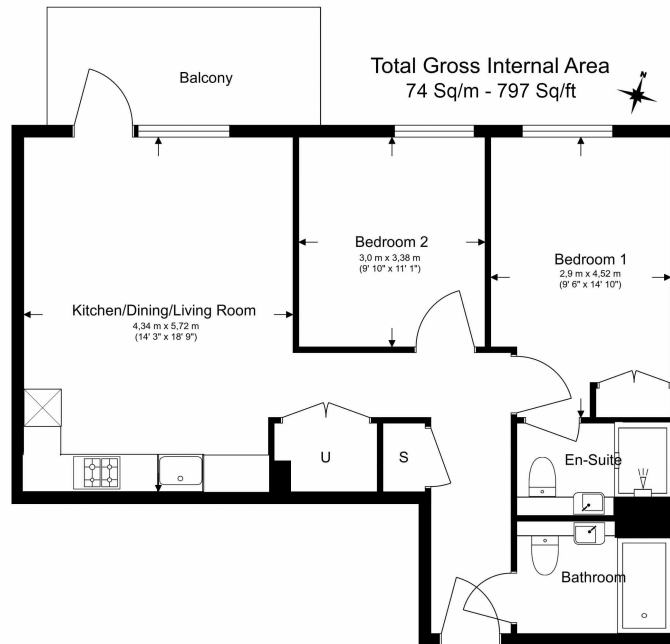 Balcony
Total Gross Internal Area
74 Sq/m - 797 Sq/ft
N
Bedroom 2
3,0 m x 3,38 m
(9' 10" x 11' 1")
Bedroom 1
2,9 m x 4,52 m
(9' 6" x 14' 10")
Kitchen/Dining/Living Room
4,34 m x 5,72 m
(14' 3" x 18' 9")
U
S
En-Suite
Bathroom